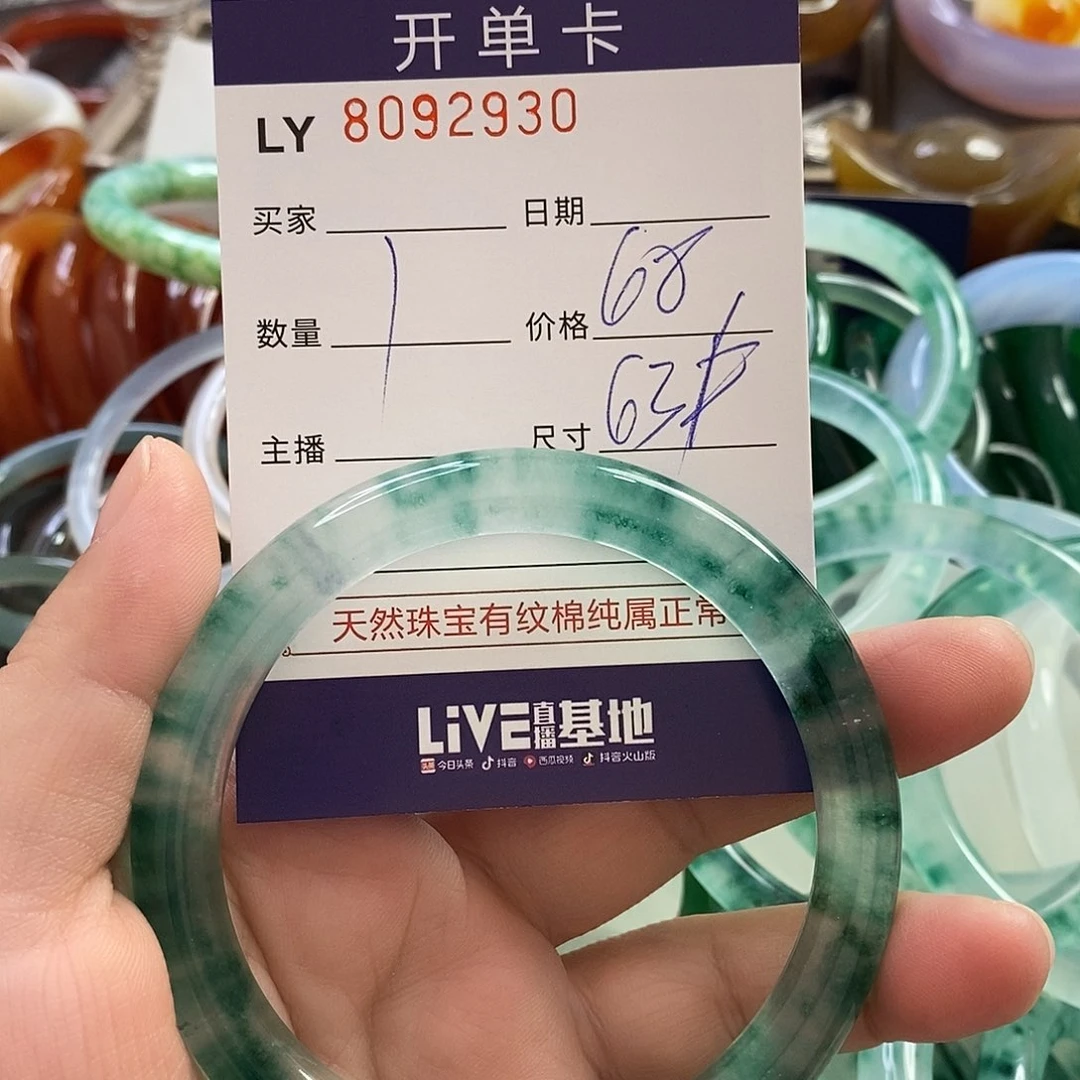 开单卡
LY 8092930
买家 日期
数量 1 价格 68
主播 尺寸 63
天然珠宝有纹棉纯属正常
LiVE直播基地
今日头条 抖音 西瓜视频 抖音火山版